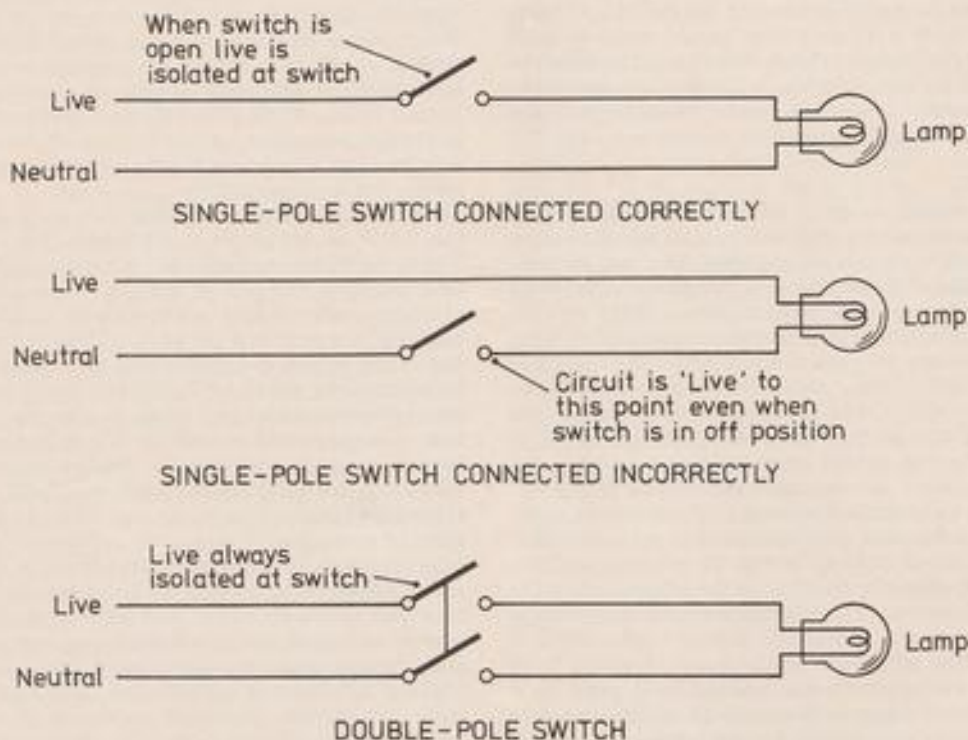 When switch is
open live is
isolated at switch
Live
Lamp
Neutral
SINGLE-POLE SWITCH CONNECTED CORRECTLY
Live
Lamp
Neutral
Circuit is 'Live' to
this point even when
switch is in off position
SINGLE-POLE SWITCH CONNECTED INCORRECTLY
Live always
isolated at switch
Live
Lamp
Neutral
DOUBLE-POLE SWITCH